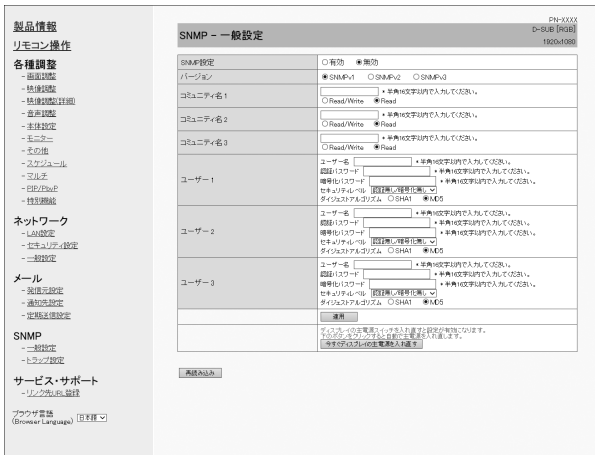 製品情報
リモコン操作
各種調整
- 画面調整
- 映像調整
- 映像調整(詳細)
- 音声調整
- 本体設定
- モニター
- その他
- スケジュール
- マルチ
- PIP/PbyP
- 特別機能
ネットワーク
- LAN設定
- セキュリティ設定
- 一般設定
メール
- 発信元設定
- 通知先設定
- 定期送信設定
SNMP
- 一般設定
- トラップ設定
サービス・サポート
- リンク先URL登録
ブラウザ言語
(Browser Language) 日本語
PN-XXXX
SNMP - 一般設定 D-SUB [RGB]
1920x1080
SNMP設定 有効 無効
バージョン SNMPv1 SNMPv2 SNMPv3
コミュニティ名 1 * 半角16文字以内で入力してください。
Read/Write Read
コミュニティ名 2 * 半角16文字以内で入力してください。
Read/Write Read
コミュニティ名 3 * 半角16文字以内で入力してください。
Read/Write Read
ユーザー 1
ユーザー名 * 半角16文字以内で入力してください。
認証パスワード * 半角16文字以内で入力してください。
暗号化パスワード * 半角16文字以内で入力してください。
セキュリティレベル 認証無し/暗号化無し
ダイジェストアルゴリズム SHA1 MD5
ユーザー 2
ユーザー名 * 半角16文字以内で入力してください。
認証パスワード * 半角16文字以内で入力してください。
暗号化パスワード * 半角16文字以内で入力してください。
セキュリティレベル 認証無し/暗号化無し
ダイジェストアルゴリズム SHA1 MD5
ユーザー 3
ユーザー名 * 半角16文字以内で入力してください。
認証パスワード * 半角16文字以内で入力してください。
暗号化パスワード * 半角16文字以内で入力してください。
セキュリティレベル 認証無し/暗号化無し
ダイジェストアルゴリズム SHA1 MD5
適用
ディスプレイの主電源スイッチを入れ直すと設定が有効になります。
下のボタンをクリックすると自動で主電源を入れ直します。
今すぐディスプレイの主電源を入れ直す
再読み込み